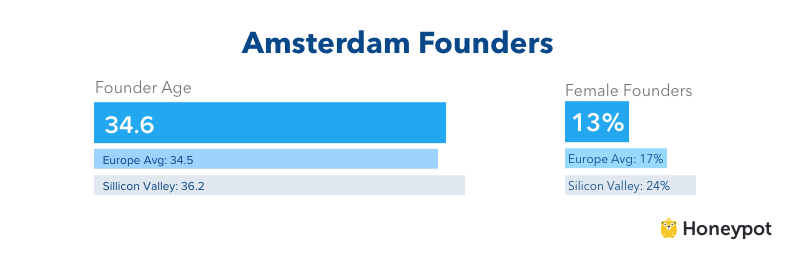 Amsterdam Founders
Founder Age
34.6
Europe Avg: 34.5
Sillicon Valley: 36.2
Female Founders
13%
Europe Avg: 17%
Silicon Valley: 24%
Honeypot